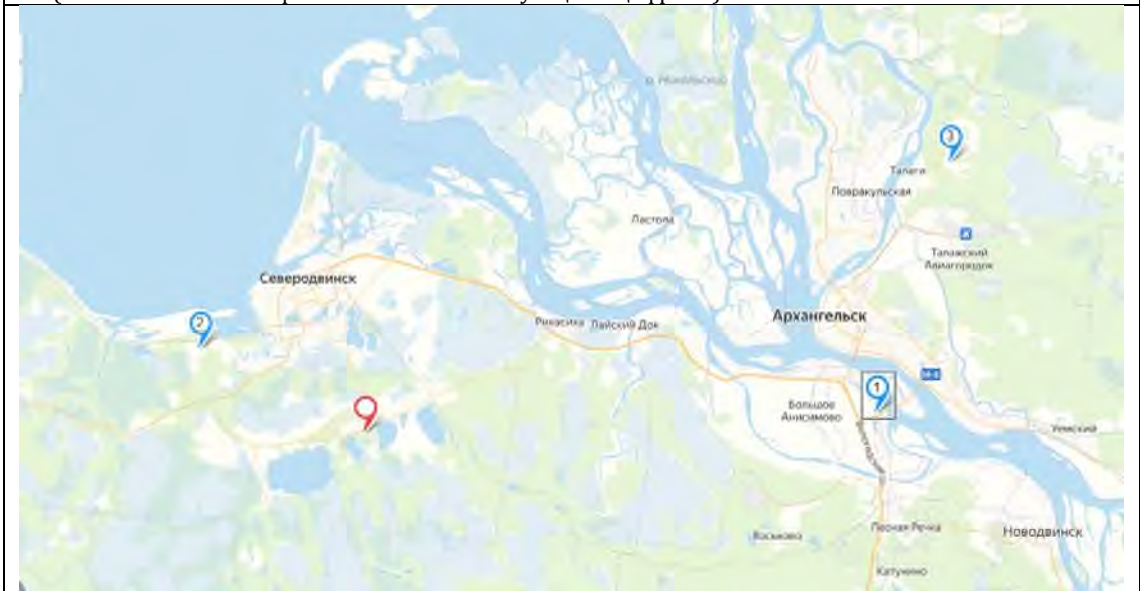 3
Талаги
Повракульская
Ластола
Талажский
Авиагородок
Северодвинск
2
Рикасиха
Лайский Док
Архангельск
М-8
1
Большое
Анисимово
Уемский
Лесная Речка
Новодвинск
Васьково
Катунино